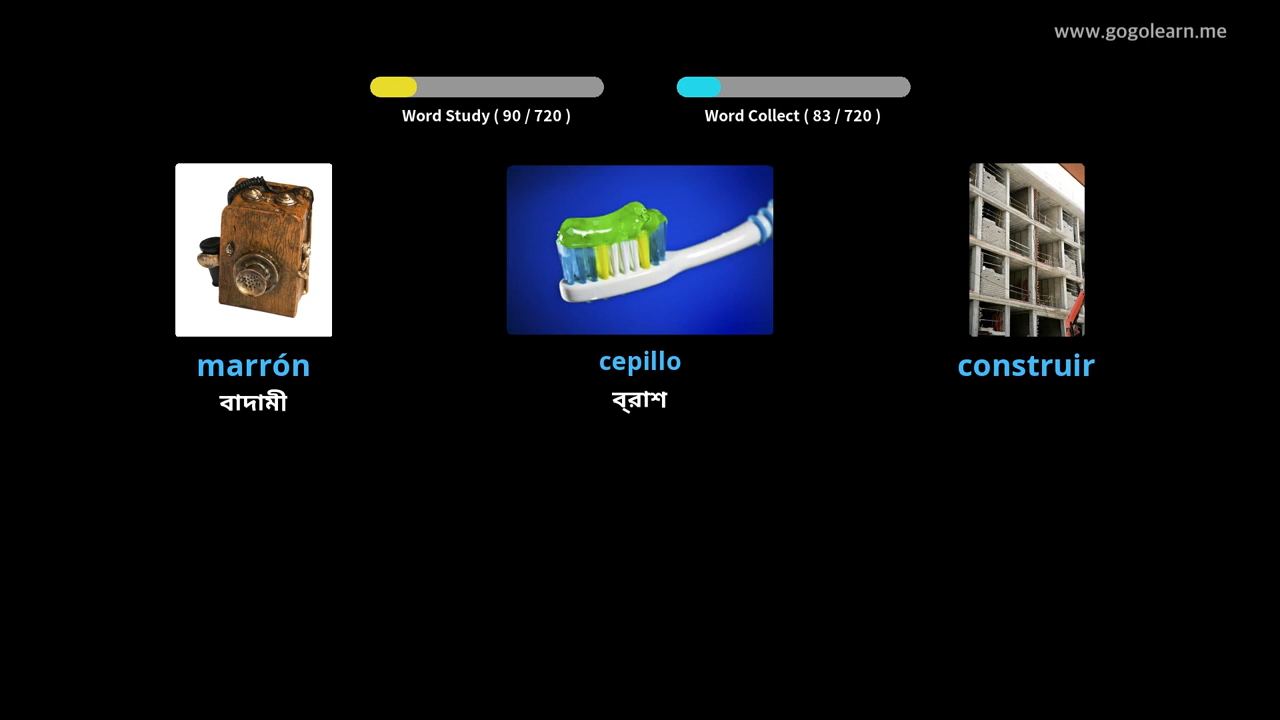 www.gogolearn.me
Word Study ( 90 / 720 )
Word Collect ( 83 / 720 )
marrón
বাদামী
cepillo
ব্রাশ
construir